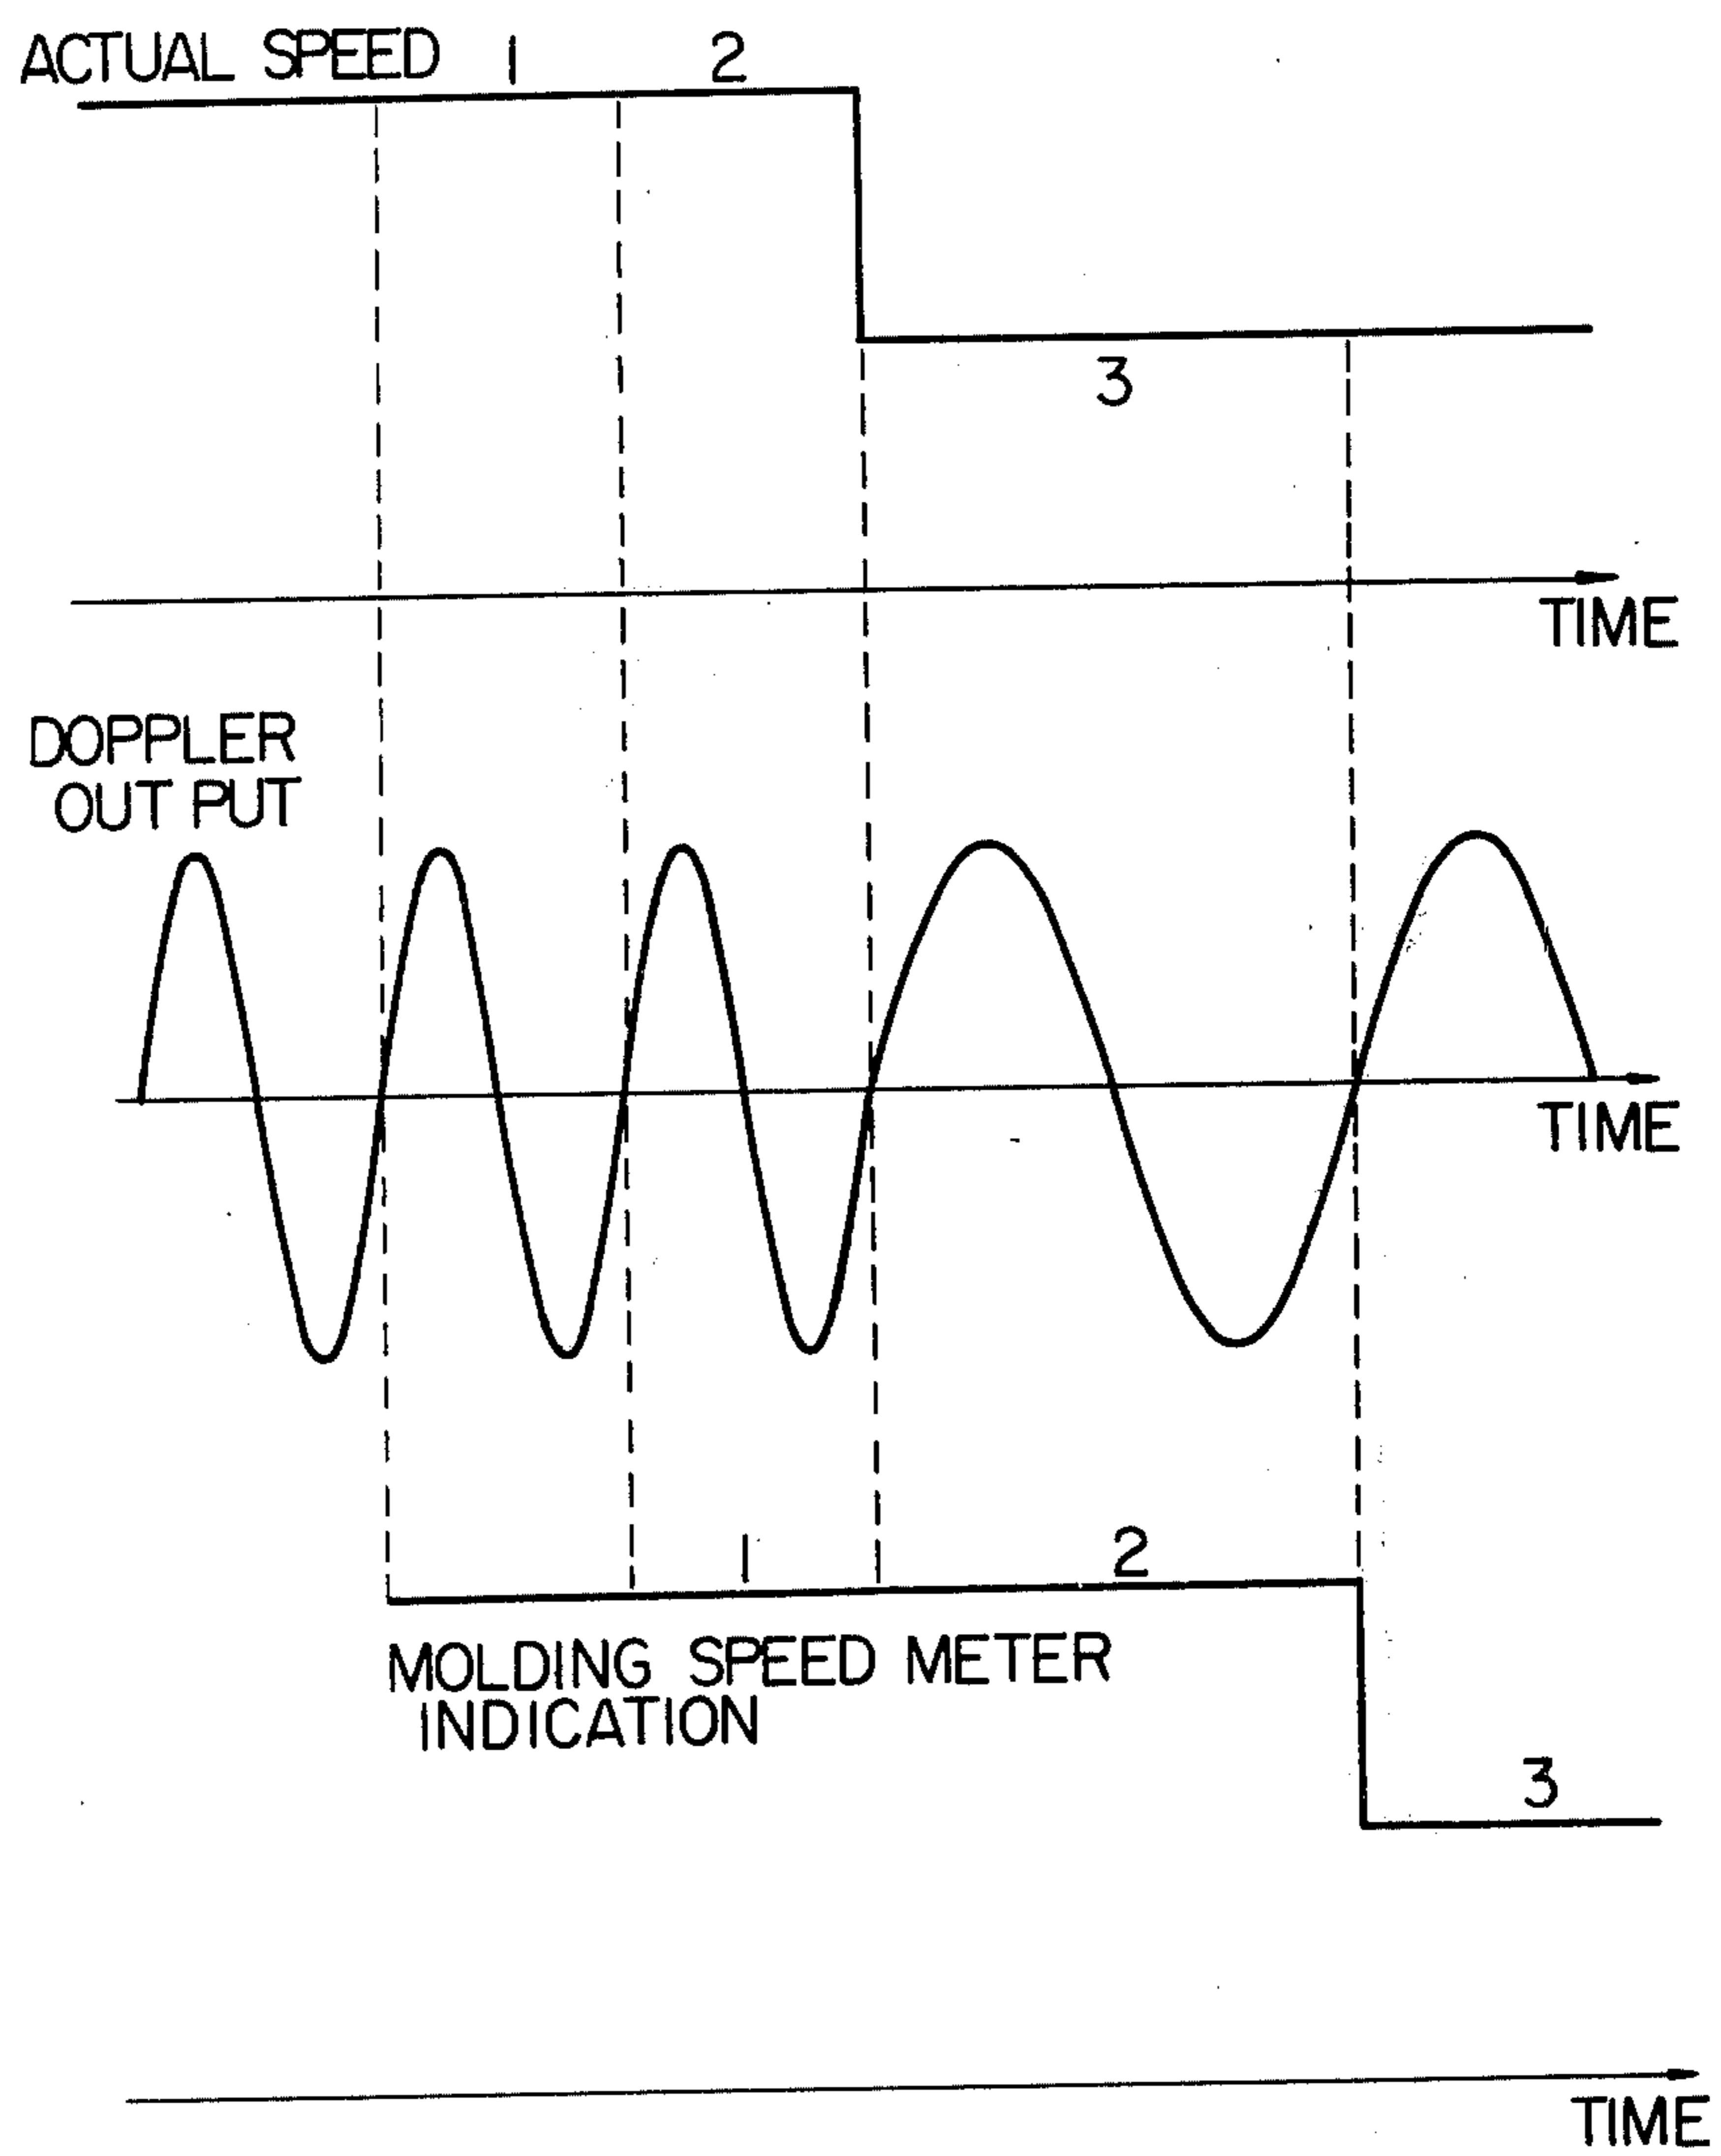 ACTUAL SPEED 1 2
3
TIME
DOPPLER
OUT PUT
TIME
1 2
MOLDING SPEED METER
INDICATION
3
TIME